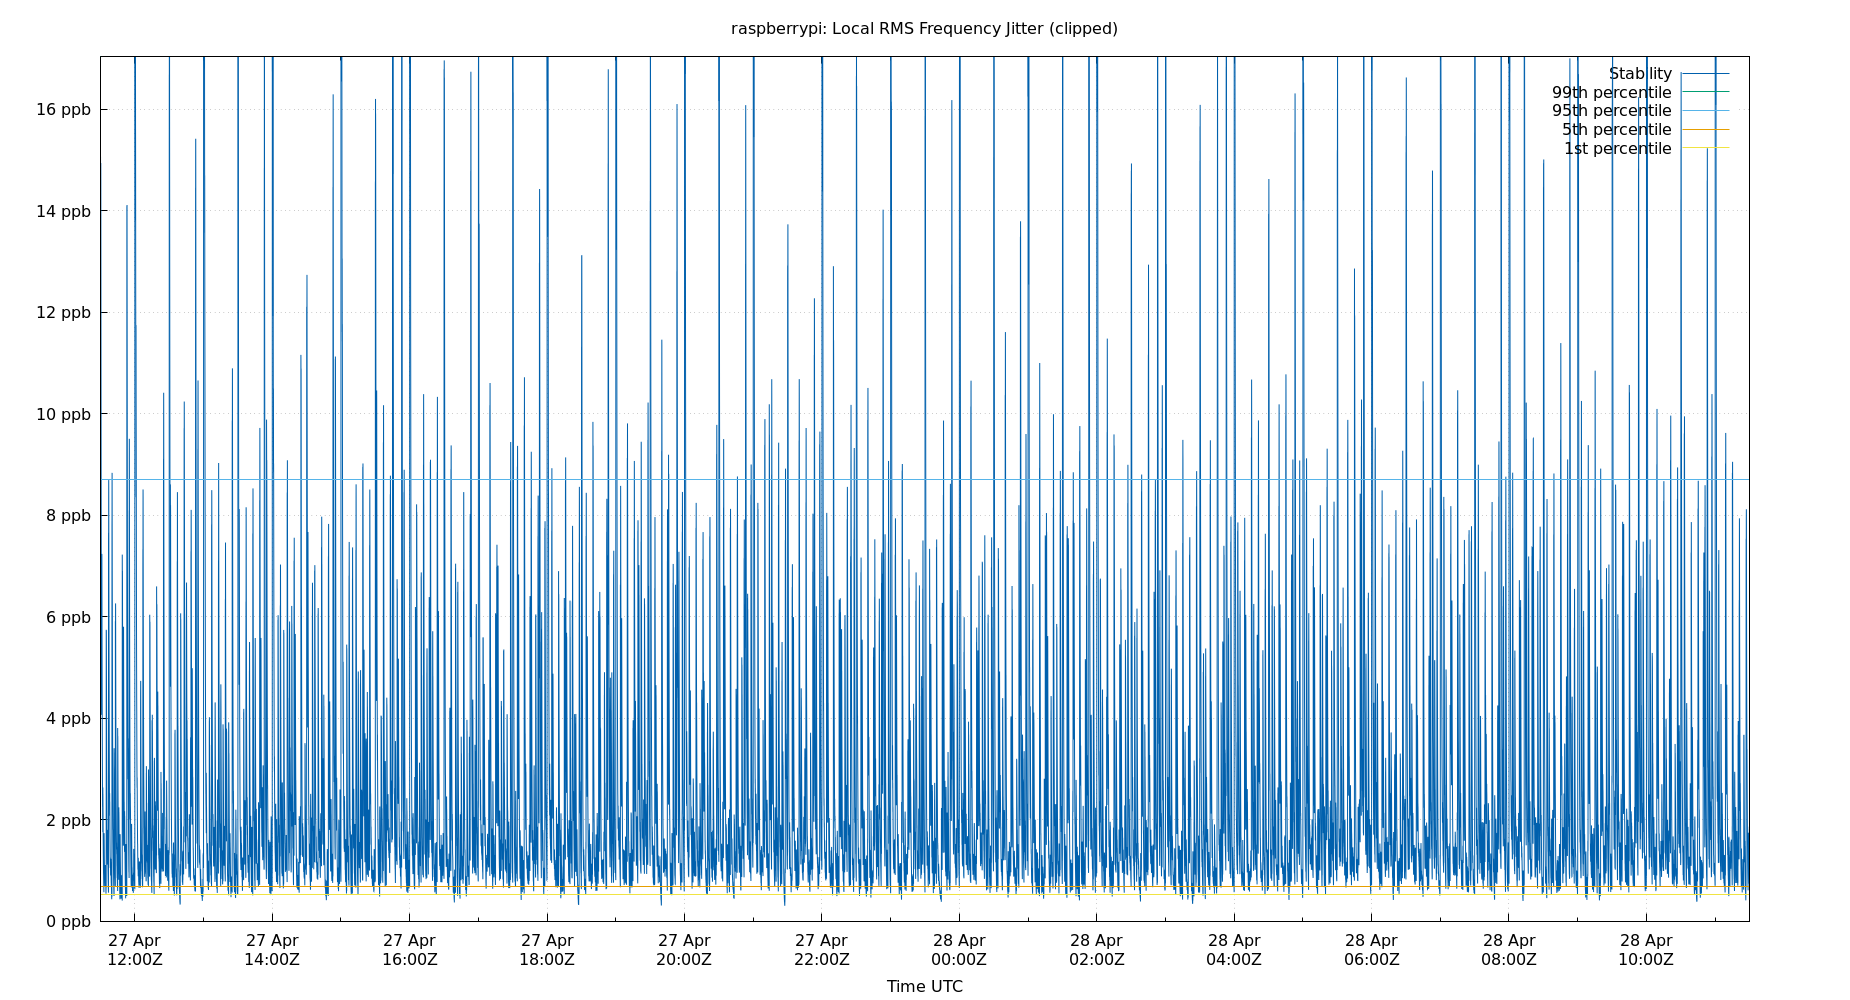 raspberrypi: Local RMS Frequency Jitter (clipped)
Stability
99th percentile
95th percentile
5th percentile
1st percentile
16 ppb
14 ppb
12 ppb
10 ppb
8 ppb
6 ppb
4 ppb
2 ppb
0 ppb
27 Apr 27 Apr 27 Apr 27 Apr 27 Apr 27 Apr 28 Apr 28 Apr 28 Apr 28 Apr 28 Apr 28 Apr
12:00Z 14:00Z 16:00Z 18:00Z 20:00Z 22:00Z 00:00Z 02:00Z 04:00Z 06:00Z 08:00Z 10:00Z
Time UTC